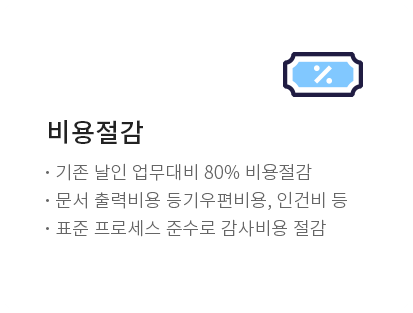 비용절감
· 기존 날인 업무대비 80% 비용절감
· 문서 출력비용 등기우편비용, 인건비 등
· 표준 프로세스 준수로 감사비용 절감